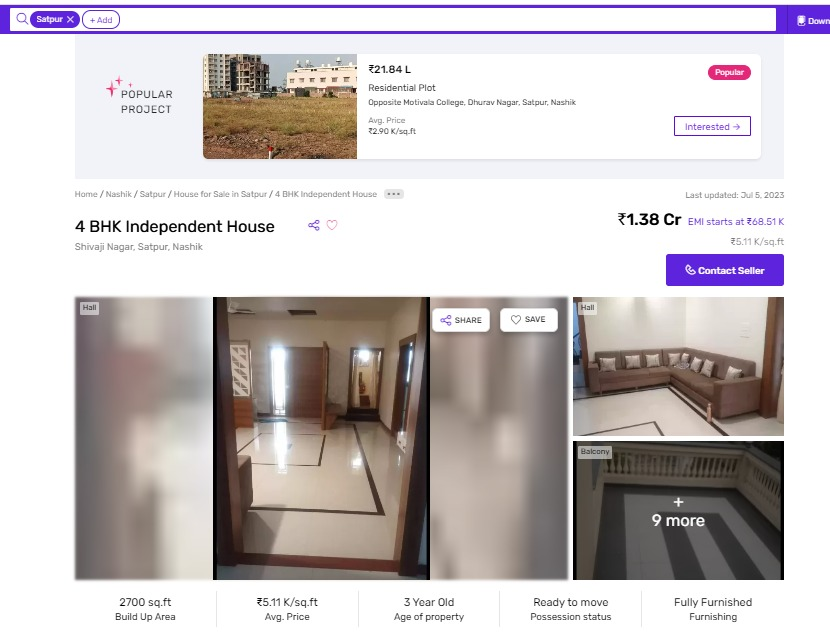 Satpur
+ Add
Down
POPULAR
PROJECT
₹21.84 L
Popular
Residential Plot
Opposite Motivala College, Dhurav Nagar, Satpur, Nashik
Avg. Price
₹2.90 K/sq.ft
Interested →
Home / Nashik / Satpur / House for Sale in Satpur / 4 BHK Independent House
Last updated: Jul 5, 2023
4 BHK Independent House
₹1.38 Cr EMI starts at ₹68.51 K
Shivaji Nagar, Satpur, Nashik
₹5.11 K/sq.ft
Contact Seller
Hall
SHARE
SAVE
Hall
Balcony
+
9 more
2700 sq.ft
Build Up Area
₹5.11 K/sq.ft
Avg. Price
3 Year Old
Age of property
Ready to move
Possession status
Fully Furnished
Furnishing